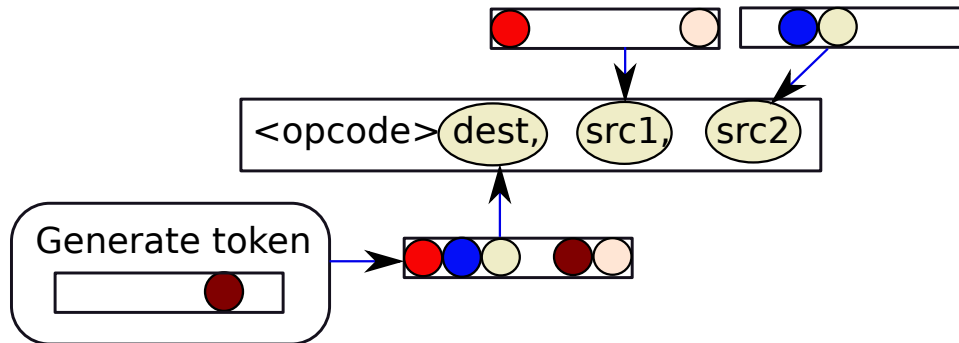 <opcode> dest, src1, src2
Generate token